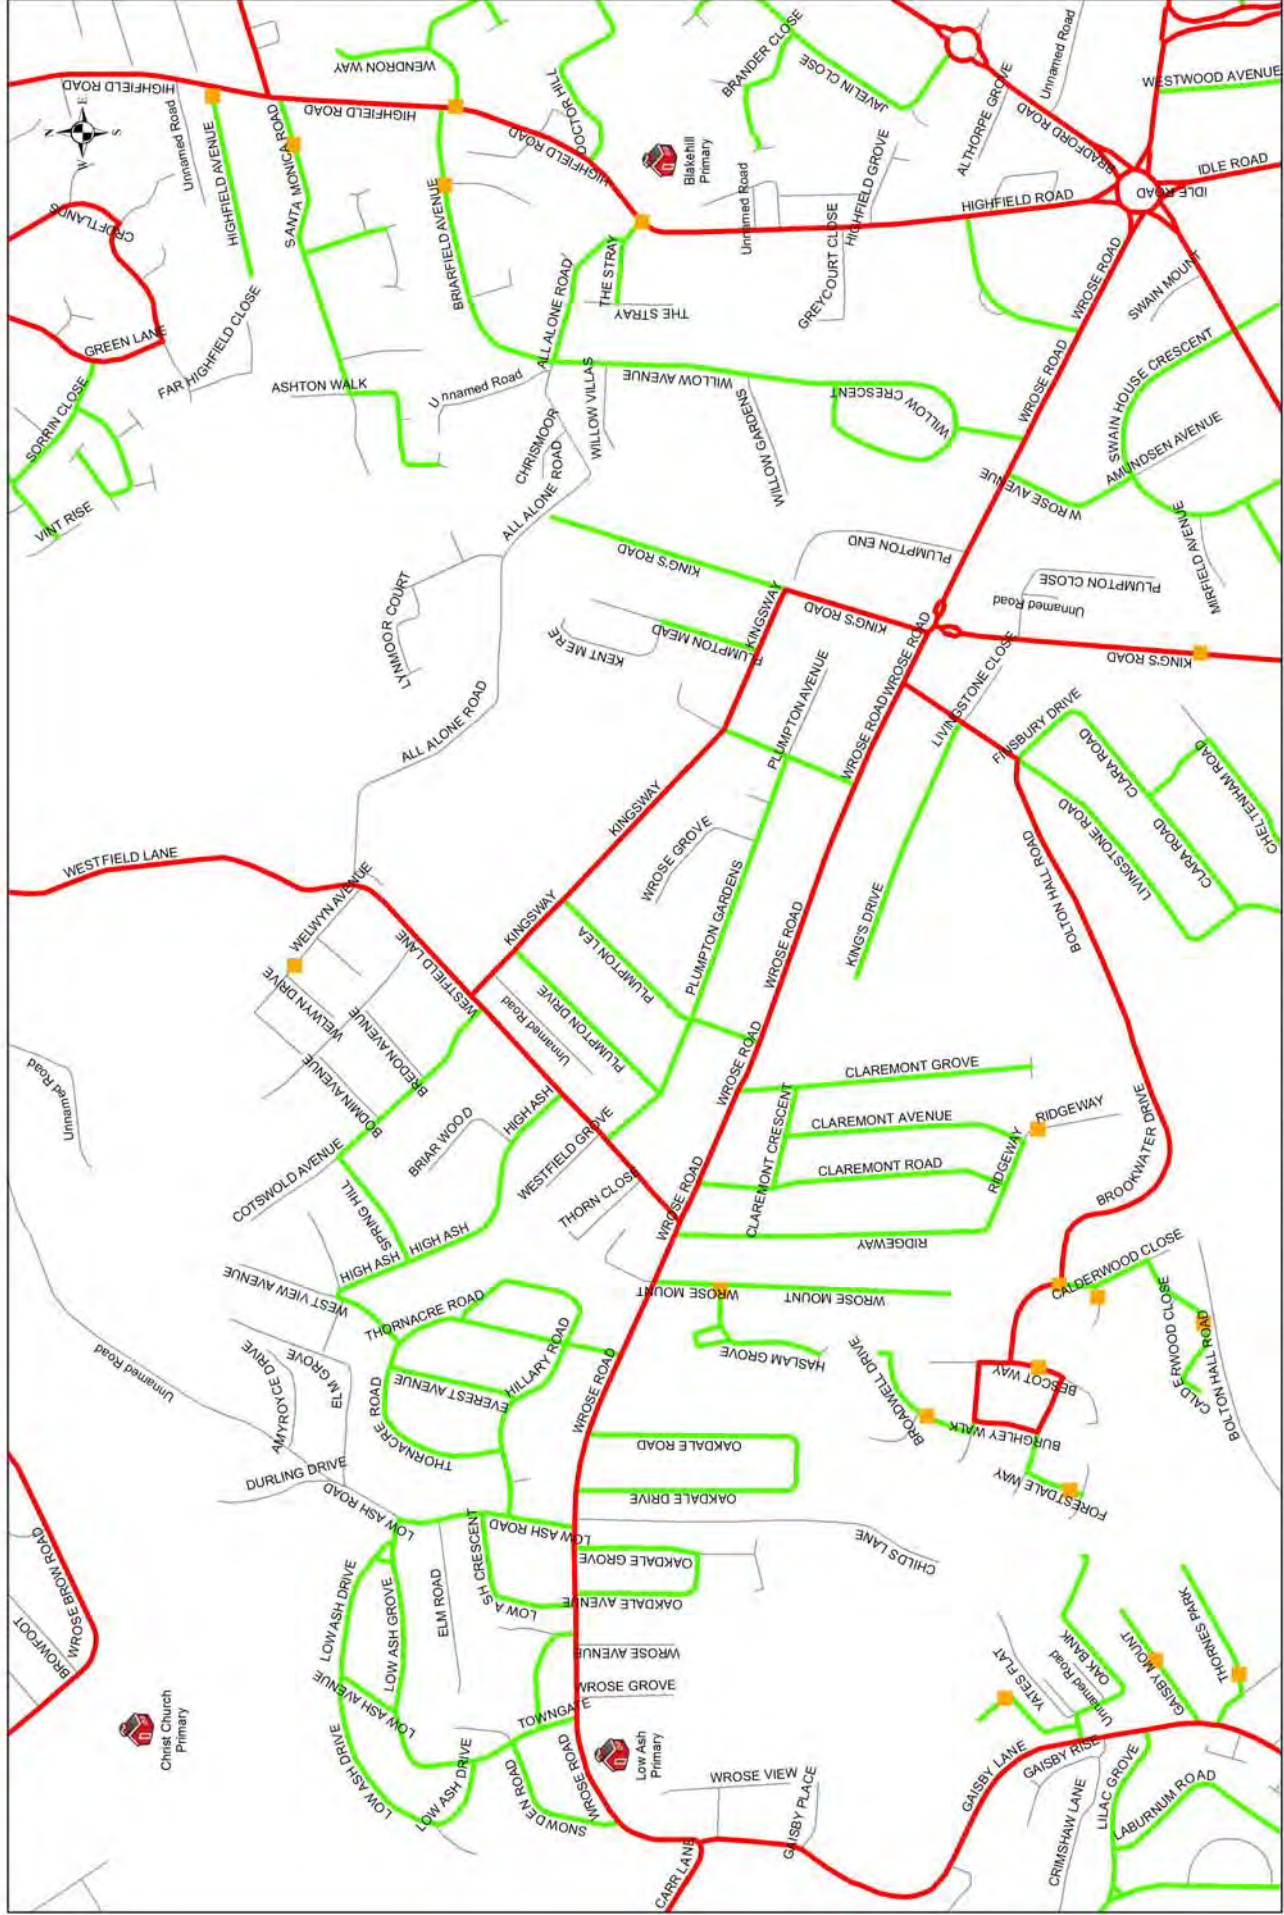 HIGHFIELD ROAD
N
E
S
W
WENDRON WAY
DOCTOR HILL
BRANDER CLOSE
JAVELIN CLOSE
Unnamed Road
WESTWOOD AVENUE
CROFTLANDS
Unnamed Road
HIGHFIELD AVENUE
SANTA MONICA ROAD
HIGHFIELD ROAD
HIGHFIELD ROAD
Blakehill
Primary
ALTHORPE GROVE
BRADFORD ROAD
IDLE ROAD
IDLE ROAD
BRIARFIELD AVENUE
Unnamed Road
HIGHFIELD GROVE
HIGHFIELD ROAD
GREEN LANE
FAR HIGHFIELD CLOSE
ALL ALONE ROAD
THE STRAY
THE STRAY
GREYCOURT CLOSE
WROSE ROAD
SWAIN MOUNT
SORRIN CLOSE
ASHTON WALK
Unnamed Road
WILLOW AVENUE
WILLOW VILLAS
WILLOW CRESCENT
WILLOW GARDENS
WROSE ROAD
SWAIN HOUSE CRESCENT
AMUNDSEN AVENUE
VINT RISE
CHRISMOOR
ALL ALONE ROAD
WROSE AVENUE
MIRFIELD AVENUE
LYNMOOR COURT
KING'S ROAD
PLUMPTON END
PLUMPTON CLOSE
Unnamed Road
KENT MERE
PLUMPTON MEAD
KINGSWAY
KING'S ROAD
WROSE ROAD
KING'S ROAD
ALL ALONE ROAD
PLUMPTON AVENUE
WROSE ROAD
LIVINGSTONE CLOSE
FINSBURY DRIVE
CLARA ROAD
CHELTENHAM ROAD
WESTFIELD LANE
KINGSWAY
WROSE GROVE
LIVINGSTONE ROAD
CLARA ROAD
BOLTON HALL ROAD
WELWYN AVENUE
KINGSWAY
PLUMPTON GARDENS
WROSE ROAD
KING'S DRIVE
WELWYN DRIVE
WESTFIELD LANE
PLUMPTON LEA
PLUMPTON DRIVE
Unnamed Road
Unnamed Road
BODMIN AVENUE
BREDON AVENUE
WROSE ROAD
CLAREMONT GROVE
COTSWOLD AVENUE
BRIAR WOOD
HIGH ASH
WESTFIELD GROVE
CLAREMONT CRESCENT
CLAREMONT AVENUE
CLAREMONT ROAD
RIDGEWAY
RIDGEWAY
BROOKWATER DRIVE
SPRING HILL
HIGH ASH
HIGH ASH
THORN CLOSE
WROSE ROAD
RIDGEWAY
WEST VIEW AVENUE
THORNACRE ROAD
WROSE MOUNT
WROSE MOUNT
CALDERWOOD CLOSE
CALDERWOOD CLOSE
BOLTON HALL ROAD
Unnamed Road
AMYROYCE DRIVE
ELM GROVE
EVEREST AVENUE
HILLARY ROAD
WROSE ROAD
HASLAM GROVE
BROADWELL DRIVE
BESCOT WAY
THORNACRE ROAD
OAKDALE ROAD
BURGHLEY WALK
DURLING DRIVE
LOW ASH ROAD
OAKDALE DRIVE
FORESTDALE WAY
WROSE BROW ROAD
BROWFOOT
LOW ASH ROAD
LOW ASH CRESCENT
OAKDALE GROVE
OAKDALE AVENUE
CHILDS LANE
LOW ASH DRIVE
LOW ASH GROVE
ELM ROAD
WROSE AVENUE
WROSE GROVE
YATES FLAT
Unnamed Road
OAK BANK
GAISBY MOUNT
THORNES PARK
Christ Church
Primary
LOW ASH AVENUE
LOW ASH DRIVE
TOWNGATE
LOW ASH DRIVE
SNOWDEN ROAD
WROSE ROAD
Low Ash
Primary
WROSE VIEW
GAISBY PLACE
GAISBY LANE
GAISBY RISE
CRIMSHAW LANE
LILAC GROVE
LABURNUM ROAD
CARR LANE